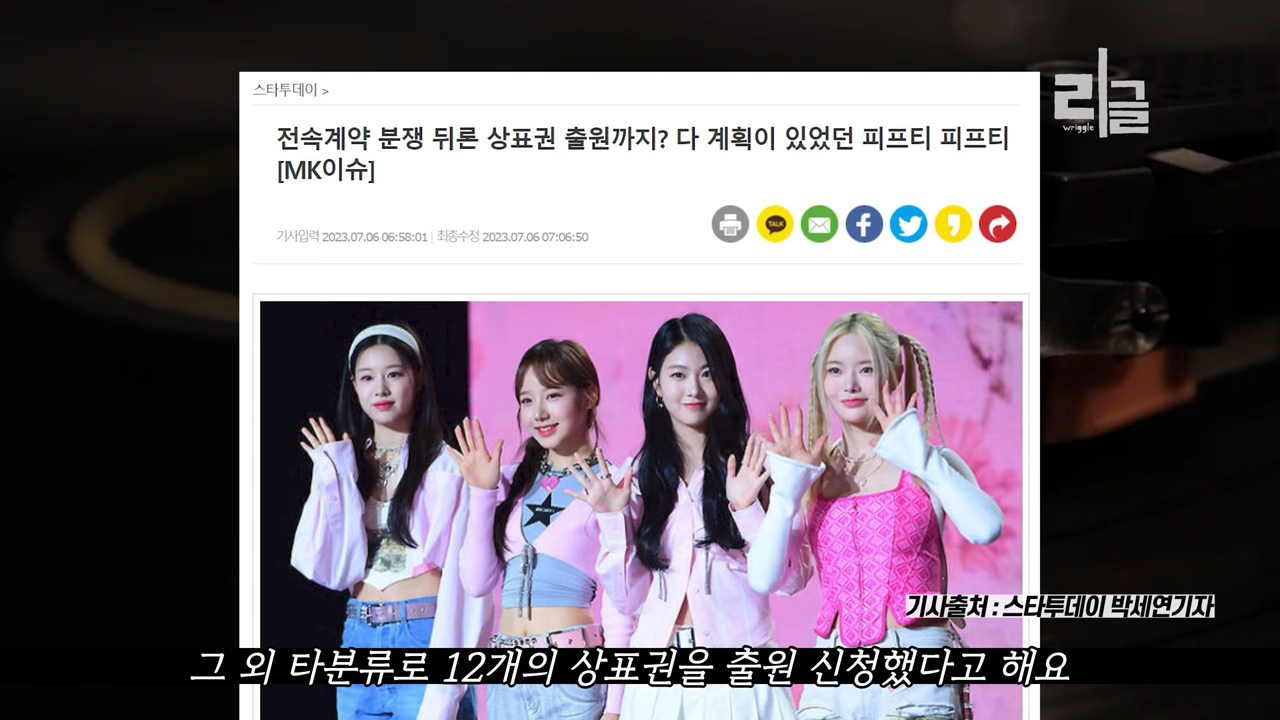 스타투데이 >
리글
wriggle
전속계약 분쟁 뒤론 상표권 출원까지? 다 계획이 있었던 피프티 피프티
[MK이슈]
TALK
기사입력 2023.07.06 06:58:01 | 최종수정 2023.07.06 07:06:50
기사출처 : 스타투데이 박세연기자
그 외 타분류로 12개의 상표권을 출원 신청했다고 해요